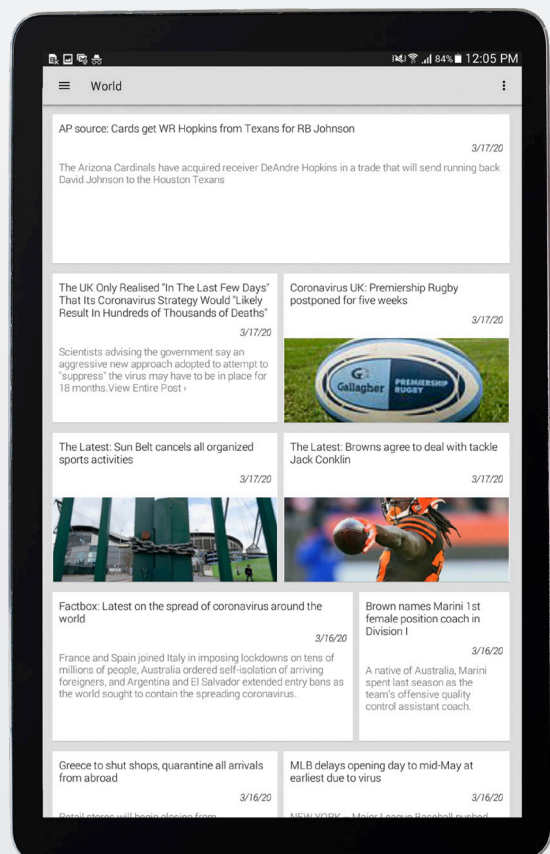 84% 12:05 PM
World
AP source: Cards get WR Hopkins from Texans for RB Johnson
3/17/20
The Arizona Cardinals have acquired receiver DeAndre Hopkins in a trade that will send running back
David Johnson to the Houston Texans
The UK Only Realised "In The Last Few Days"
That Its Coronavirus Strategy Would "Likely
Result In Hundreds of Thousands of Deaths"
3/17/20
Scientists advising the government say an
aggressive new approach adopted to attempt to
"suppress" the virus may have to be in place for
18 months.View Entire Post ›
Coronavirus UK: Premiership Rugby
postponed for five weeks
3/17/20
Gallagher
PREMIERSHIP
RUGBY
The Latest: Sun Belt cancels all organized
sports activities
3/17/20
The Latest: Browns agree to deal with tackle
Jack Conklin
3/17/20
Factbox: Latest on the spread of coronavirus around the
world
3/16/20
France and Spain joined Italy in imposing lockdowns on tens of
millions of people, Australia ordered self-isolation of arriving
foreigners, and Argentina and El Salvador extended entry bans as
the world sought to contain the spreading coronavirus.
Brown names Marini 1st
female position coach in
Division I
3/16/20
A native of Australia, Marini
spent last season as the
team's offensive quality
control assistant coach.
Greece to shut shops, quarantine all arrivals
from abroad
3/16/20
Retail stores will begin closing from
MLB delays opening day to mid-May at
earliest due to virus
3/16/20
NEW YORK -- Major League Baseball pushed